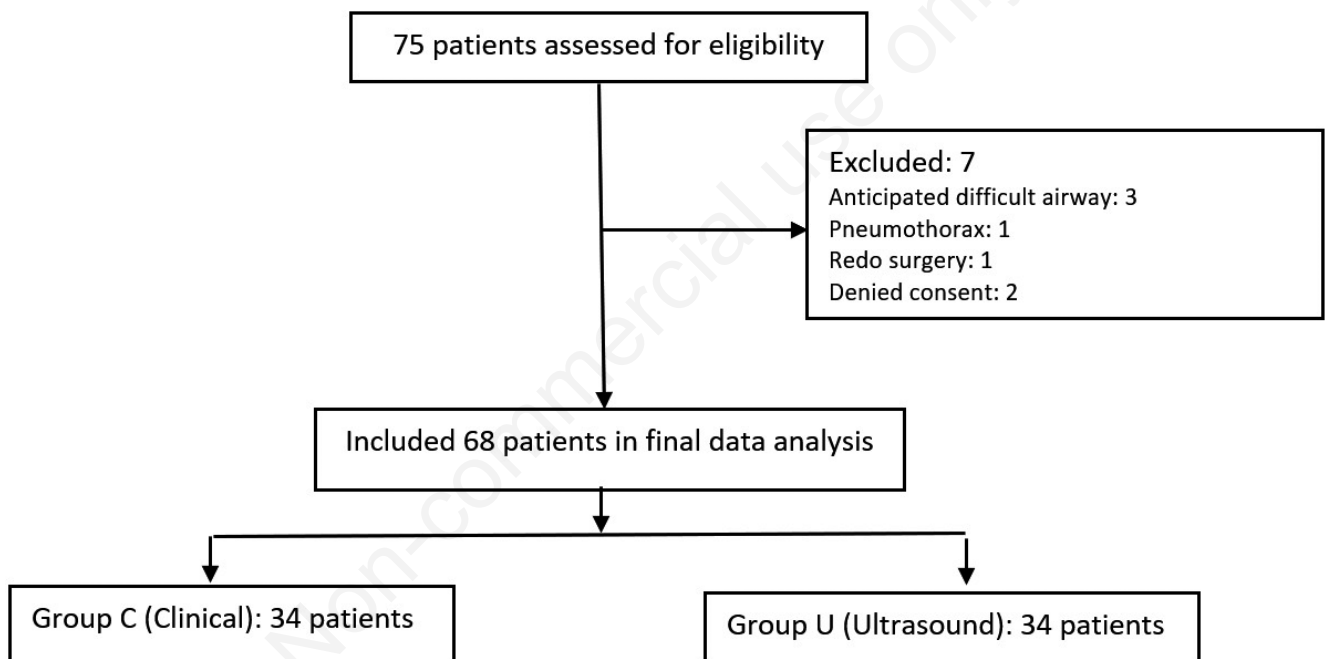 75 patients assessed for eligibility
Excluded: 7
Anticipated difficult airway: 3
Pneumothorax: 1
Redo surgery: 1
Denied consent: 2
Included 68 patients in final data analysis
Group C (Clinical): 34 patients
Group U (Ultrasound): 34 patients
Non-commercial use only